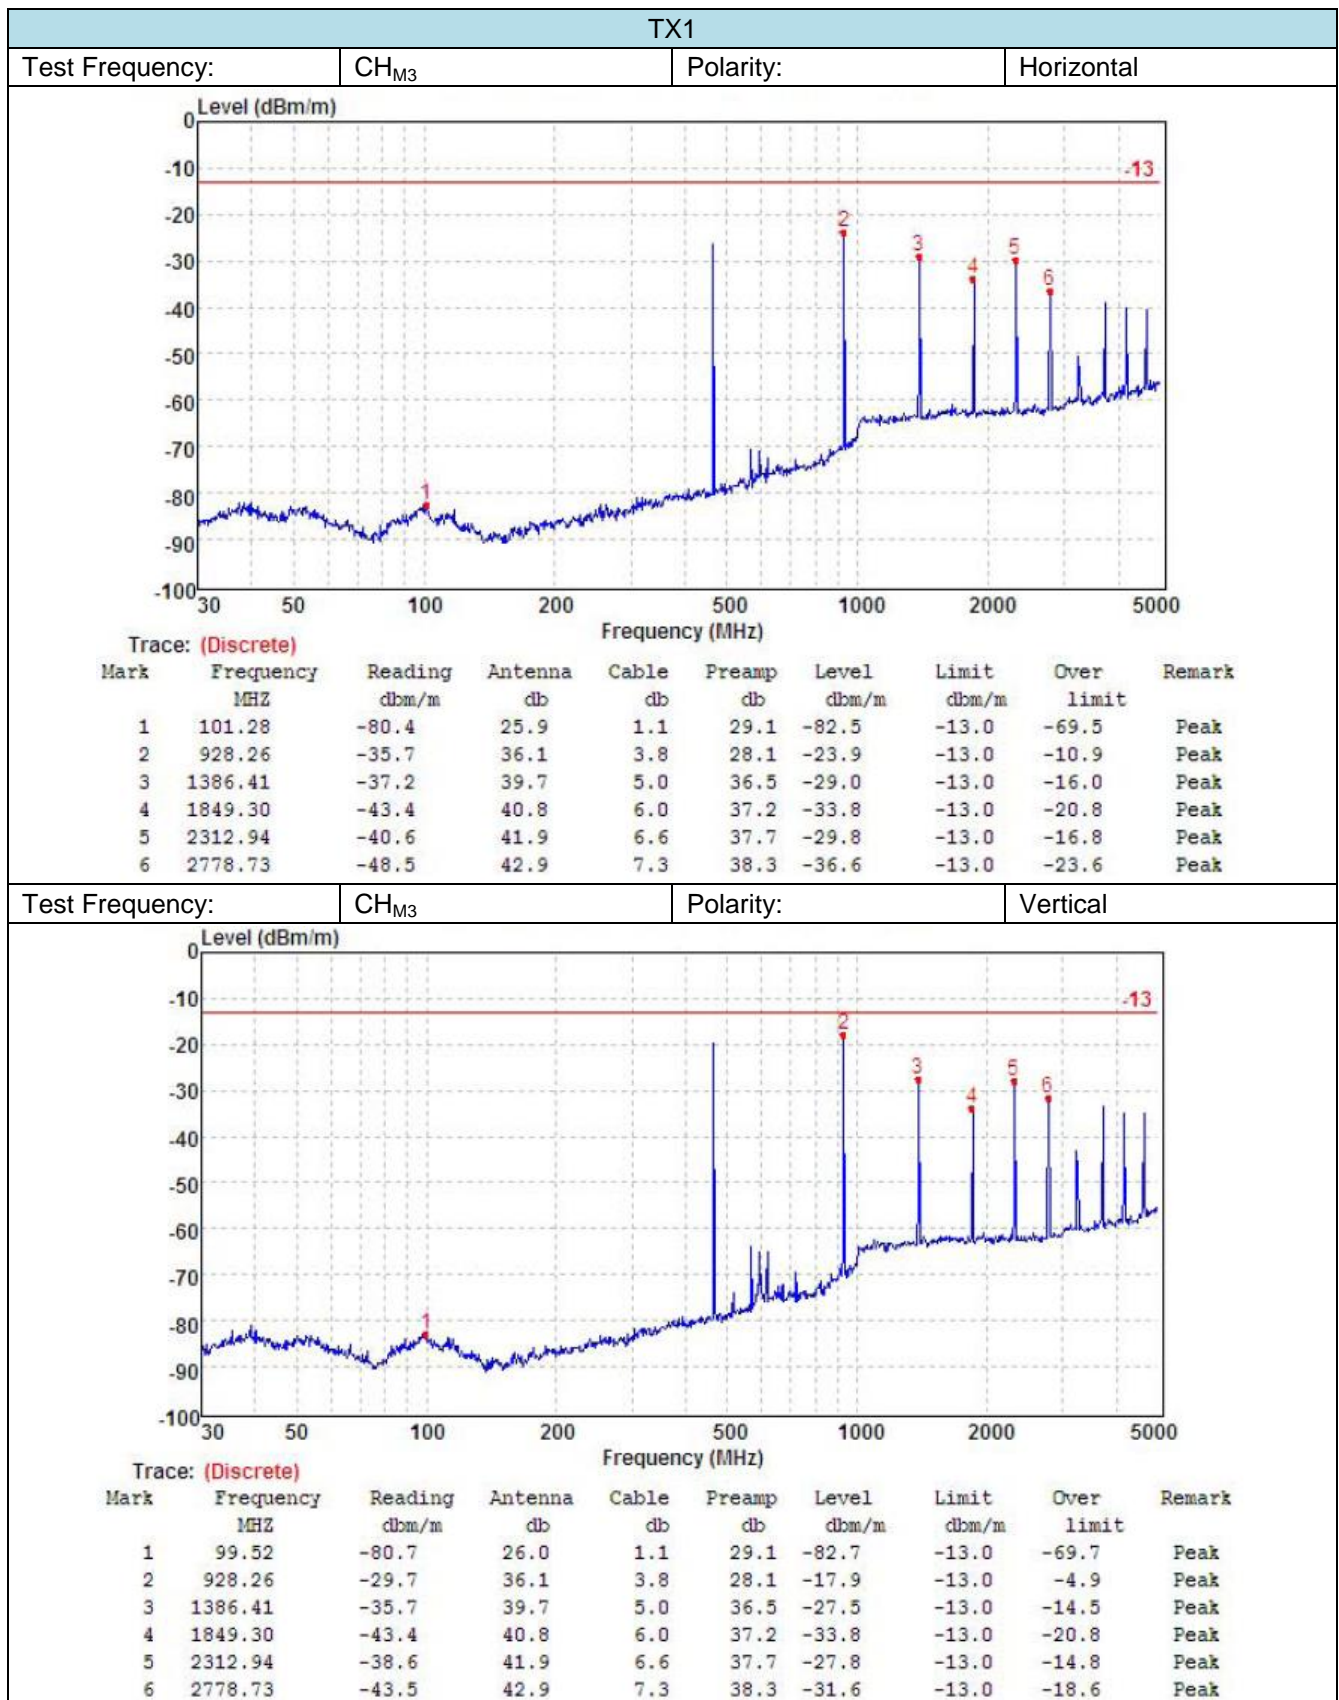 TX1
Test Frequency: CHM3 Polarity: Horizontal
Level (dBm/m)
0
-10
-13
-20
2
3
5
-30
4
6
-40
-50
-60
-70
-80
1
-90
-100
30 50 100 200 500 1000 2000 5000
Frequency (MHz)
Trace: (Discrete)
Mark Frequency Reading Antenna Cable Preamp Level Limit Over Remark
MHZ dbm/m db db db dbm/m dbm/m limit
1 101.28 -80.4 25.9 1.1 29.1 -82.5 -13.0 -69.5 Peak
2 928.26 -35.7 36.1 3.8 28.1 -23.9 -13.0 -10.9 Peak
3 1386.41 -37.2 39.7 5.0 36.5 -29.0 -13.0 -16.0 Peak
4 1849.30 -43.4 40.8 6.0 37.2 -33.8 -13.0 -20.8 Peak
5 2312.94 -40.6 41.9 6.6 37.7 -29.8 -13.0 -16.8 Peak
6 2778.73 -48.5 42.9 7.3 38.3 -36.6 -13.0 -23.6 Peak
Test Frequency: CHM3 Polarity: Vertical
Level (dBm/m)
0
-10
-13
2
-20
3
5
-30
4
6
-40
-50
-60
-70
-80
1
-90
-100
30 50 100 200 500 1000 2000 5000
Frequency (MHz)
Trace: (Discrete)
Mark Frequency Reading Antenna Cable Preamp Level Limit Over Remark
MHZ dbm/m db db db dbm/m dbm/m limit
1 99.52 -80.7 26.0 1.1 29.1 -82.7 -13.0 -69.7 Peak
2 928.26 -29.7 36.1 3.8 28.1 -17.9 -13.0 -4.9 Peak
3 1386.41 -35.7 39.7 5.0 36.5 -27.5 -13.0 -14.5 Peak
4 1849.30 -43.4 40.8 6.0 37.2 -33.8 -13.0 -20.8 Peak
5 2312.94 -38.6 41.9 6.6 37.7 -27.8 -13.0 -14.8 Peak
6 2778.73 -43.5 42.9 7.3 38.3 -31.6 -13.0 -18.6 Peak